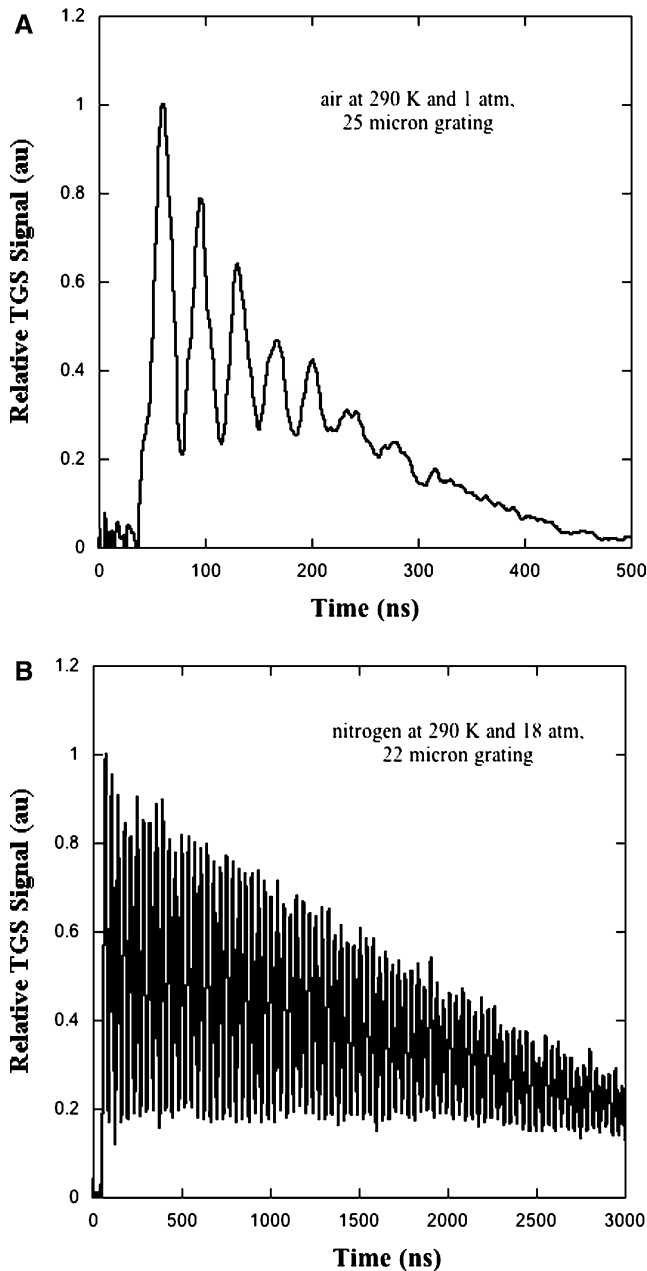 A
1.2
1
0.8
0.6
0.4
0.2
0
Relative TGS Signal (au)
air at 290 K and 1 atm,
25 micron grating
0 100 200 300 400 500
Time (ns)
B
1.2
1
0.8
0.6
0.4
0.2
0
Relative TGS Signal (au)
nitrogen at 290 K and 18 atm,
22 micron grating
0 500 1000 1500 2000 2500 3000
Time (ns)